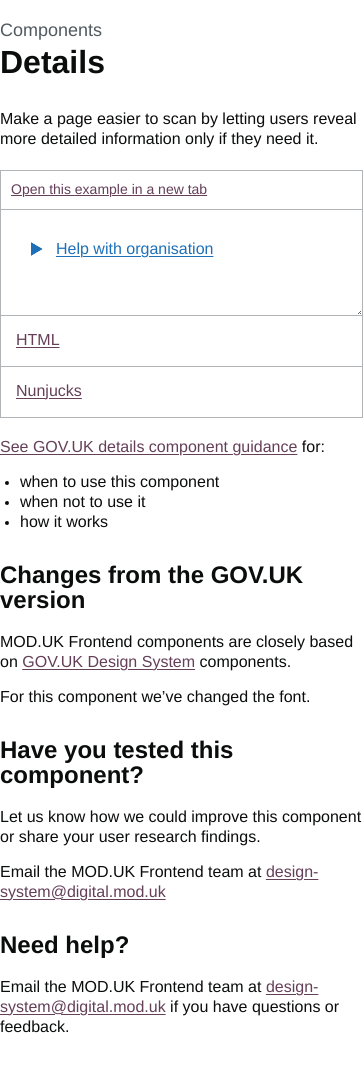 Components
Details
Make a page easier to scan by letting users reveal
more detailed information only if they need it.
Open this example in a new tab
Help with organisation
HTML
Nunjucks
See GOV.UK details component guidance for:
• when to use this component
• when not to use it
• how it works
Changes from the GOV.UK
version
MOD.UK Frontend components are closely based
on GOV.UK Design System components.
For this component we’ve changed the font.
Have you tested this
component?
Let us know how we could improve this component
or share your user research findings.
Email the MOD.UK Frontend team at design-
system@digital.mod.uk
Need help?
Email the MOD.UK Frontend team at design-
system@digital.mod.uk if you have questions or
feedback.